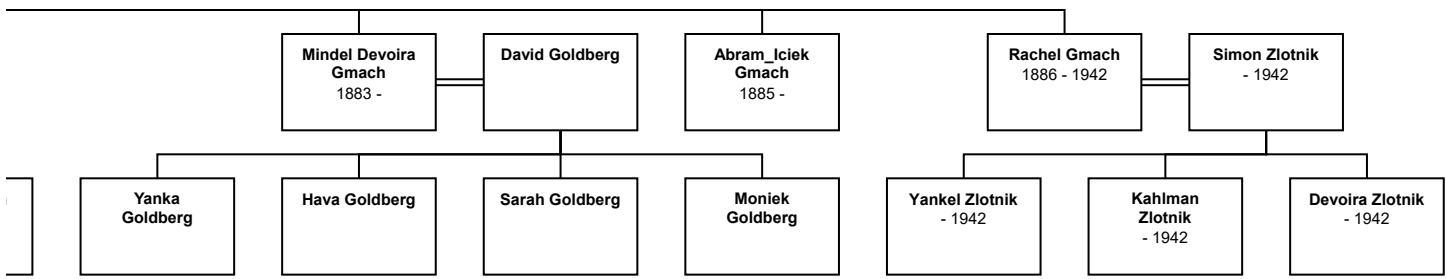 Mindel Devoira
Gmach
1883 -
David Goldberg
Abram_Iciek
Gmach
1885 -
Rachel Gmach
1886 - 1942
Simon Zlotnik
- 1942
Yanka
Goldberg
Hava Goldberg
Sarah Goldberg
Moniek
Goldberg
Yankel Zlotnik
- 1942
Kahlman
Zlotnik
- 1942
Devoira Zlotnik
- 1942